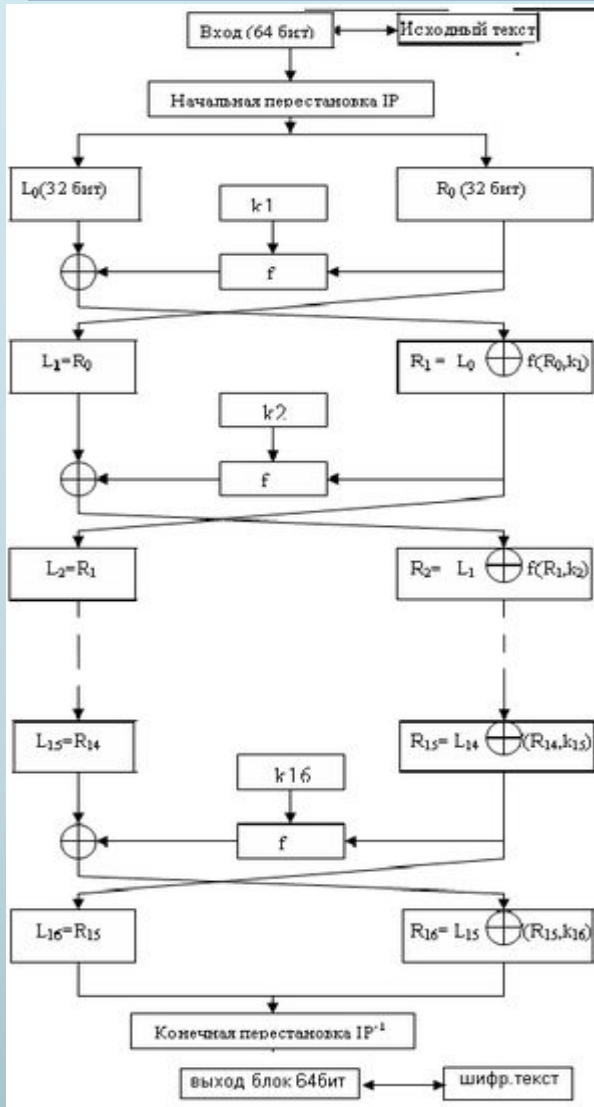 Вход (64 бит) Исходный текст
Начальная перестановка IP
L₀(32 бит) R₀ (32 бит)
k1
f
L₁=R₀ R₁ = L₀ ⊕ f(R₀,k₁)
k2
f
L₂=R₁ R₂= L₁ ⊕ f(R₁,k₂)
L₁₅=R₁₄ R₁₅= L₁₄ ⊕ (R₁₄,k₁₅)
k16
f
L₁₆=R₁₅ R₁₆= L₁₅ ⊕ (R₁₅,k₁₆)
Конечная перестановка IP⁻¹
выход блок 64бит шифр.текст